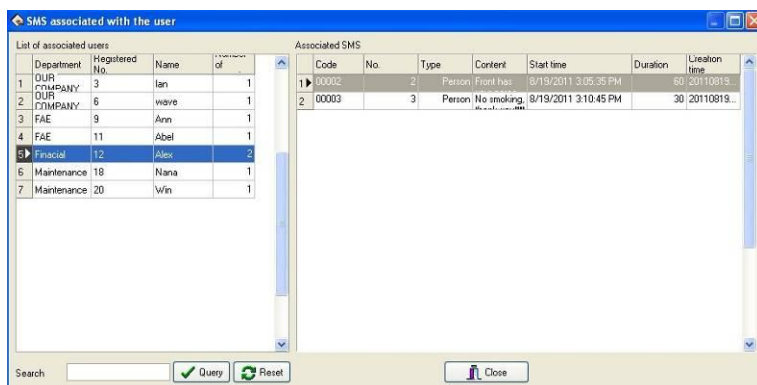 SMS associated with the user
List of associated users
Associated SMS
Department Registered No. Name of
Code No. Type Content Start time Duration Creation time
1 OUR COMPANY 3 Ian 1
2 OUR COMPANY 6 wave 1
3 FAE 9 Ann 1
4 FAE 11 Abel 1
5 Finacial 12 Alex 2
6 Maintenance 18 Nana 1
7 Maintenance 20 Win 1
1 00002 2 Person Front has 8/19/2011 3:05:35 PM 60 20110819...
2 00003 3 Person No smoking, 8/19/2011 3:10:45 PM 30 20110819...
Search Query Reset Close